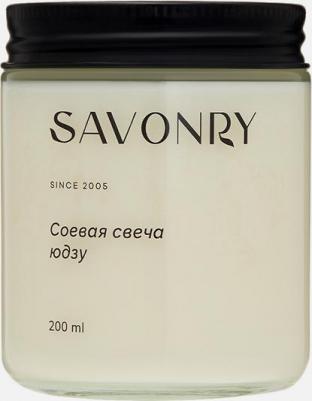 SAVONRY
SINCE 2005
Соевая свеча
юдзу
200 ml